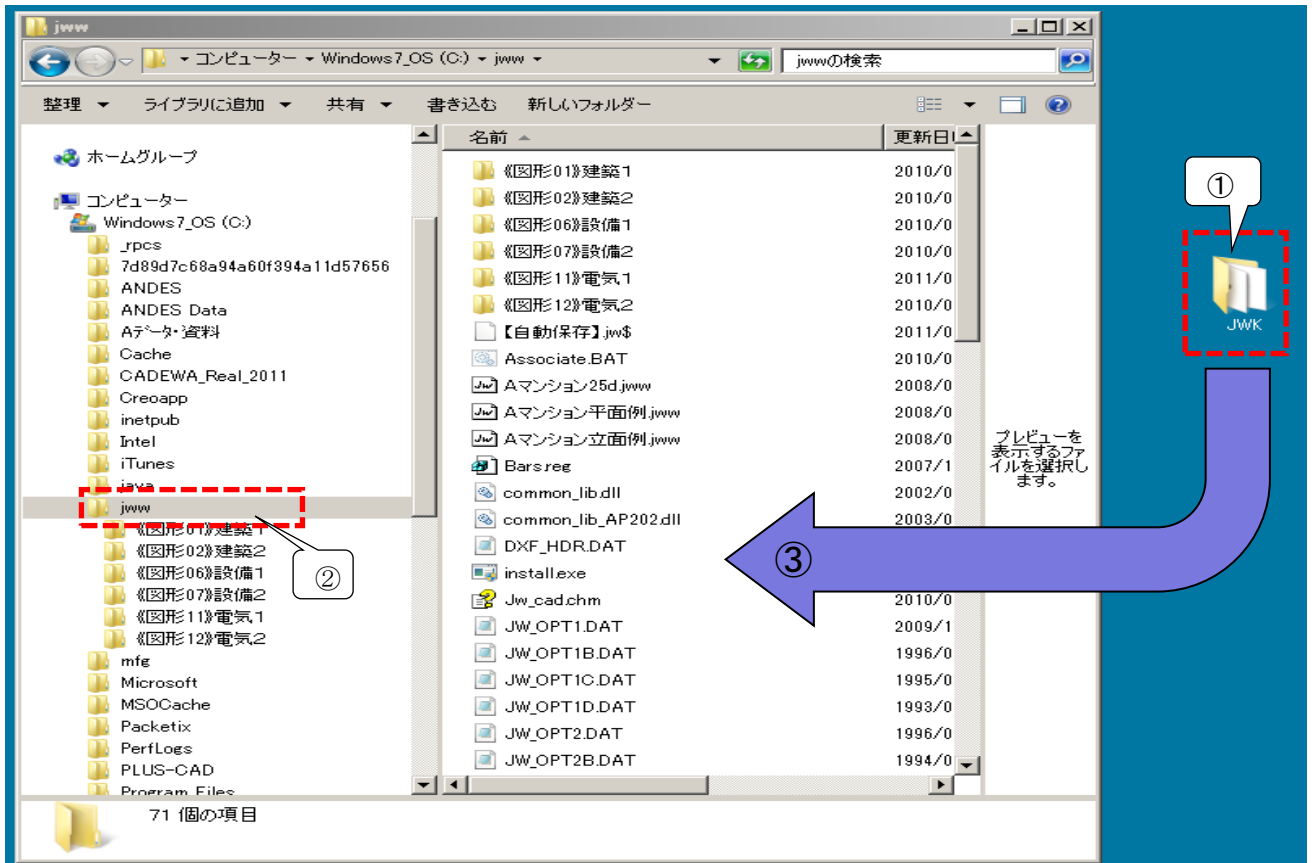 jww
コンピューター Windows7_OS (C:) jww jwwの検索
整理 ライブラリに追加 共有 書き込む 新しいフォルダー
ホームグループ
コンピューター
Windows7_OS (C:)
_rpcs
7d89d7c68a94a60f394a11d57656
ANDES
ANDES Data
Aデータ・資料
Cache
CADEWA_Real_2011
Creoapp
inetpub
Intel
iTunes
java
jww
《図形01》建築1
《図形02》建築2
《図形06》設備1
《図形07》設備2
《図形11》電気1
《図形12》電気2
mfg
Microsoft
MSOCache
Packetix
PerfLogs
PLUS-CAD
Program Files
②
名前 更新日
《図形01》建築1 2010/0
《図形02》建築2 2010/0
《図形06》設備1 2010/0
《図形07》設備2 2010/0
《図形11》電気1 2011/0
《図形12》電気2 2010/0
【自動保存】.jw$ 2011/0
Associate.BAT 2010/0
Aマンション25d.jww 2008/0
Aマンション平面例.jww 2008/0
Aマンション立面例.jww 2008/0
Bars.reg 2007/1
common_lib.dll 2002/0
common_lib_AP202.dll 2003/0
DXF_HDR.DAT
install.exe
Jw_cad.chm 2010/0
JW_OPT1.DAT 2009/1
JW_OPT1B.DAT 1996/0
JW_OPT1C.DAT 1995/0
JW_OPT1D.DAT 1993/0
JW_OPT2.DAT 1996/0
JW_OPT2B.DAT 1994/0
プレビューを
表示するファ
イルを選択し
ます。
①
JWK
③
71 個の項目